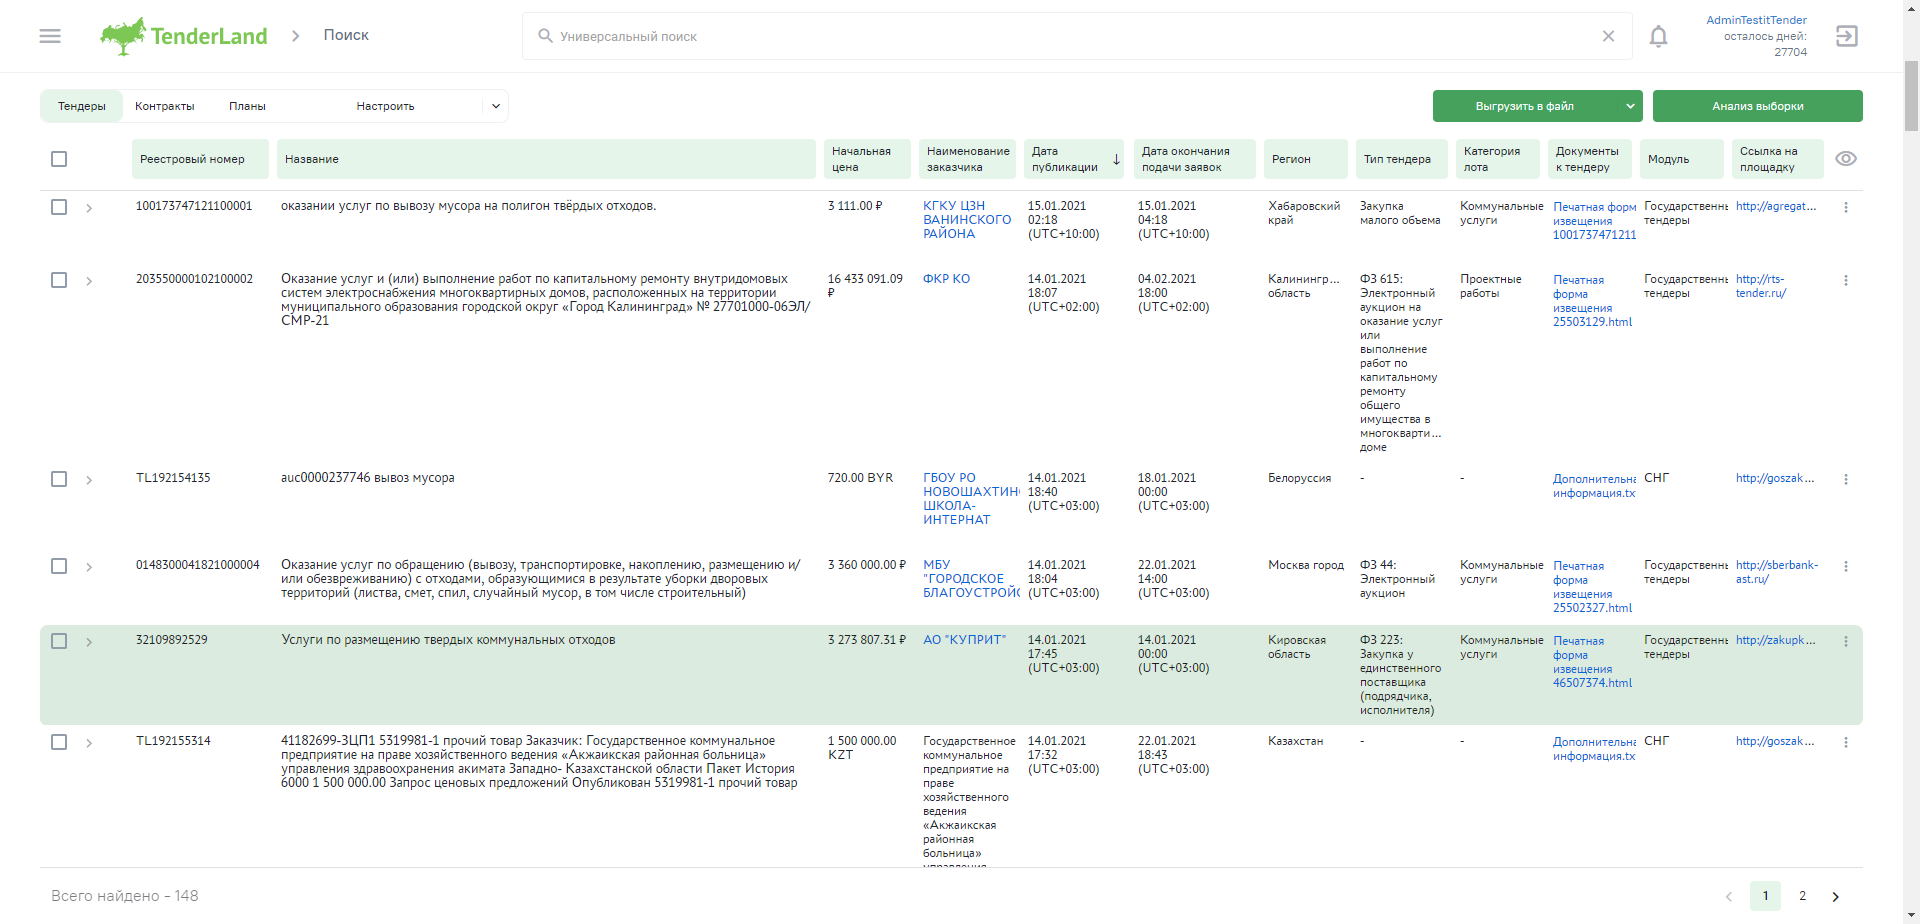 TenderLand
Поиск
Универсальный поиск
AdminTestitTender
осталось дней:
27704
Тендеры
Контракты
Планы
Настроить
Выгрузить в файл
Анализ выборки
Реестровый номер
Название
Начальная
цена
Наименование
заказчика
Дата
публикации
Дата окончания
подачи заявок
Регион
Тип тендера
Категория
лота
Документы
к тендеру
Модуль
Ссылка на
площадку
100173747121100001
оказании услуг по вывозу мусора на полигон твёрдых отходов.
3 111.00 ₽
КГКУ ЦЗН
ВАНИНСКОГО
РАЙОНА
15.01.2021
02:18
(UTC+10:00)
15.01.2021
04:18
(UTC+10:00)
Хабаровский
край
Закупка
малого объема
Коммунальные
услуги
Печатная форм
извещения
1001737471211
Государственнь
тендеры
http://agregat...
203550000102100002
Оказание услуг и (или) выполнение работ по капитальному ремонту внутридомовых
систем электроснабжения многоквартирных домов, расположенных на территории
муниципального образования городской округ «Город Калининград» № 27701000-06ЭЛ/
СМР-21
16 433 091.09
₽
ФКР КО
14.01.2021
18:07
(UTC+02:00)
04.02.2021
18:00
(UTC+02:00)
Калинингр...
область
ФЗ 615:
Электронный
аукцион на
оказание услуг
или
выполнение
работ по
капитальному
ремонту
общего
имущества в
многокварти...
доме
Проектные
работы
Печатная
форма
извещения
25503129.html
Государственнь
тендеры
http://rts-
tender.ru/
TL192154135
auc0000237746 вывоз мусора
720.00 BYR
ГБОУ РО
НОВОШАХТИНС
ШКОЛА-
ИНТЕРНАТ
14.01.2021
18:40
(UTC+03:00)
18.01.2021
00:00
(UTC+03:00)
Белоруссия
-
-
Дополнительна
информация.tx
СНГ
http://goszak...
0148300041821000004
Оказание услуг по обращению (вывозу, транспортировке, накоплению, размещению и/
или обезвреживанию) с отходами, образующимися в результате уборки дворовых
территорий (листва, смет, спил, случайный мусор, в том числе строительный)
3 360 000.00 ₽
МБУ
"ГОРОДСКОЕ
БЛАГОУСТРОЙС
14.01.2021
18:04
(UTC+03:00)
22.01.2021
14:00
(UTC+03:00)
Москва город
ФЗ 44:
Электронный
аукцион
Коммунальные
услуги
Печатная
форма
извещения
25502327.html
Государственнь
тендеры
http://sberbank-
ast.ru/
32109892529
Услуги по размещению твердых коммунальных отходов
3 273 807.31 ₽
АО "КУПРИТ"
14.01.2021
17:45
(UTC+03:00)
14.01.2021
00:00
(UTC+03:00)
Кировская
область
ФЗ 223:
Закупка у
единственного
поставщика
(подрядчика,
исполнителя)
Коммунальные
услуги
Печатная
форма
извещения
46507374.html
Государственнь
тендеры
http://zakupk...
TL192155314
41182699-ЗЦП1 5319981-1 прочий товар Заказчик: Государственное коммунальное
предприятие на праве хозяйственного ведения «Акжаикская районная больница»
управления здравоохранения акимата Западно- Казахстанской области Пакет История
6000 1 500 000.00 Запрос ценовых предложений Опубликован 5319981-1 прочий товар
1 500 000.00
KZT
Государственное
коммунальное
предприятие на
праве
хозяйственного
ведения
«Акжаикская
районная
больница»
14.01.2021
17:32
(UTC+03:00)
22.01.2021
18:43
(UTC+03:00)
Казахстан
-
-
Дополнительна
информация.tx
СНГ
http://goszak...
Всего найдено - 148
1
2